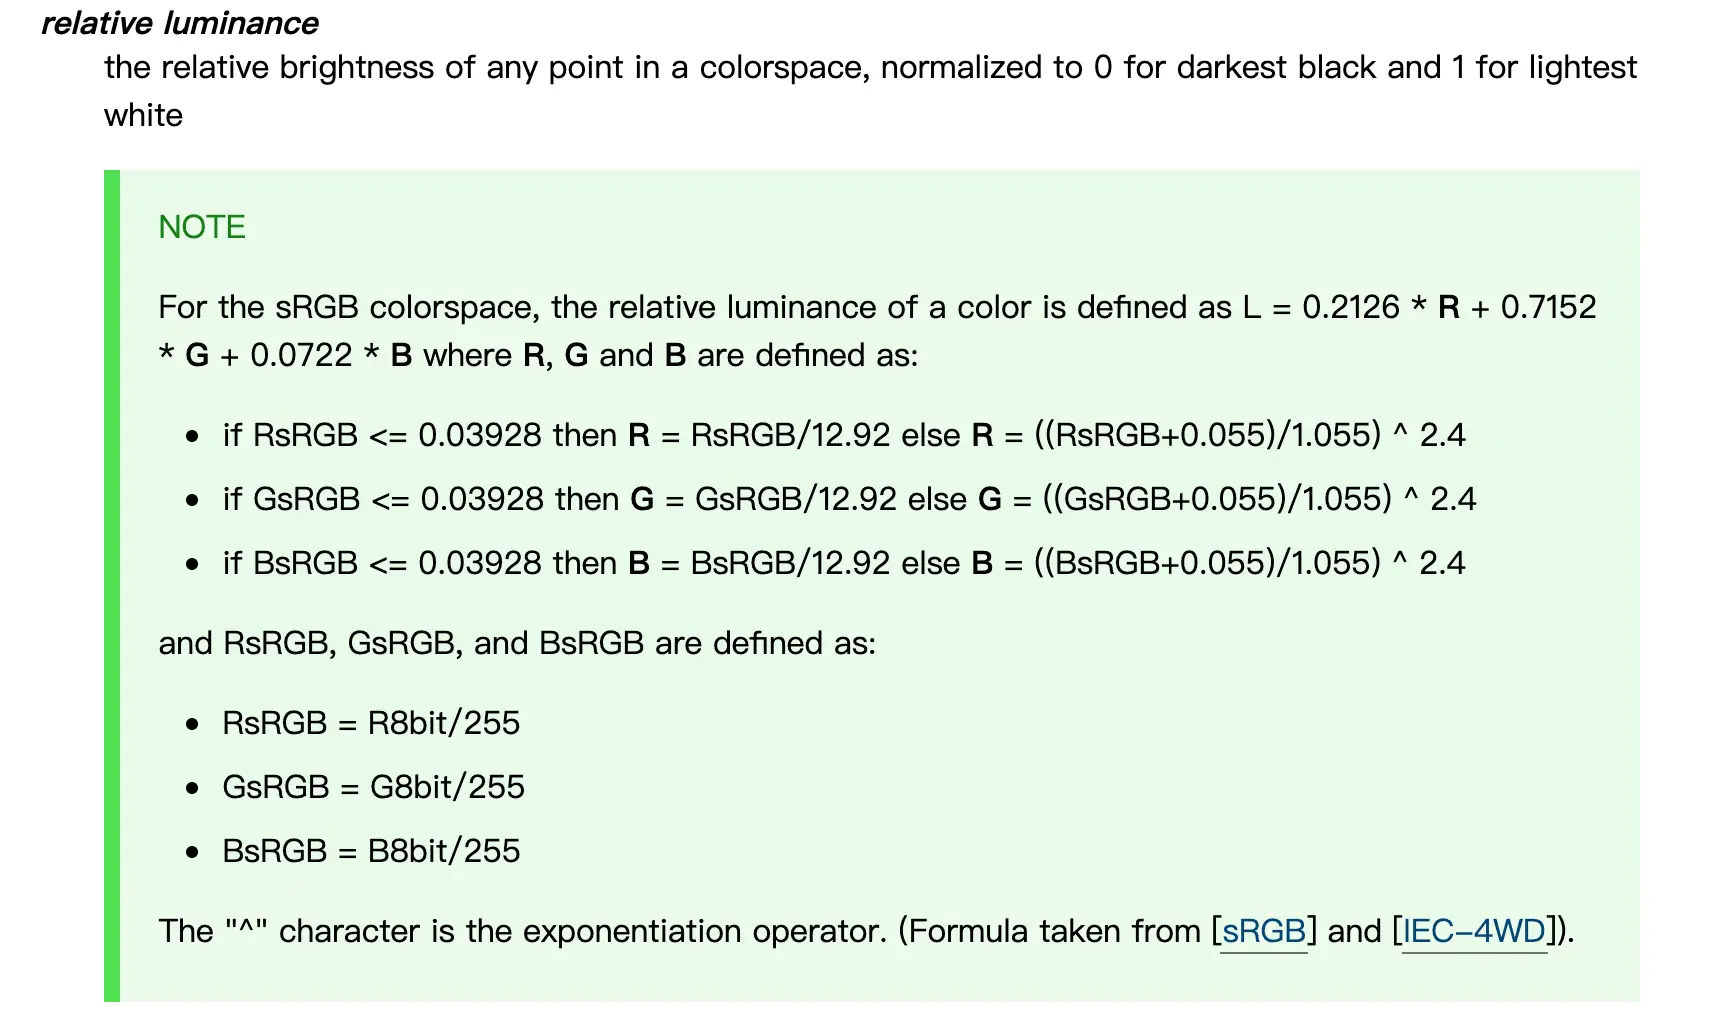 relative luminance
the relative brightness of any point in a colorspace, normalized to 0 for darkest black and 1 for lightest
white
NOTE
For the sRGB colorspace, the relative luminance of a color is defined as L = 0.2126 * R + 0.7152
* G + 0.0722 * B where R, G and B are defined as:
• if RsRGB <= 0.03928 then R = RsRGB/12.92 else R = ((RsRGB+0.055)/1.055) ^ 2.4
• if GsRGB <= 0.03928 then G = GsRGB/12.92 else G = ((GsRGB+0.055)/1.055) ^ 2.4
• if BsRGB <= 0.03928 then B = BsRGB/12.92 else B = ((BsRGB+0.055)/1.055) ^ 2.4
and RsRGB, GsRGB, and BsRGB are defined as:
• RsRGB = R8bit/255
• GsRGB = G8bit/255
• BsRGB = B8bit/255
The "^" character is the exponentiation operator. (Formula taken from [sRGB] and [IEC-4WD]).